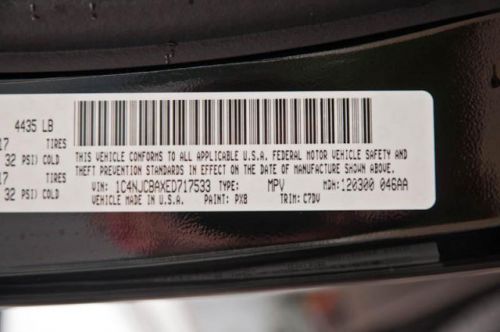 4435 LB
17 TIRES
32 PSI) COLD
17 TIRES
32 PSI) COLD
THIS VEHICLE CONFORMS TO ALL APPLICABLE U.S.A. FEDERAL MOTOR VEHICLE SAFETY AND
THEFT PREVENTION STANDARDS IN EFFECT ON THE DATE OF MANUFACTURE SHOWN ABOVE.
VIN: 1C4NJCBAXED717533 TYPE: MPV MDH: 120300 046AA
VEHICLE MADE IN U.S.A. PAINT: PX8 TRIM: C7DV